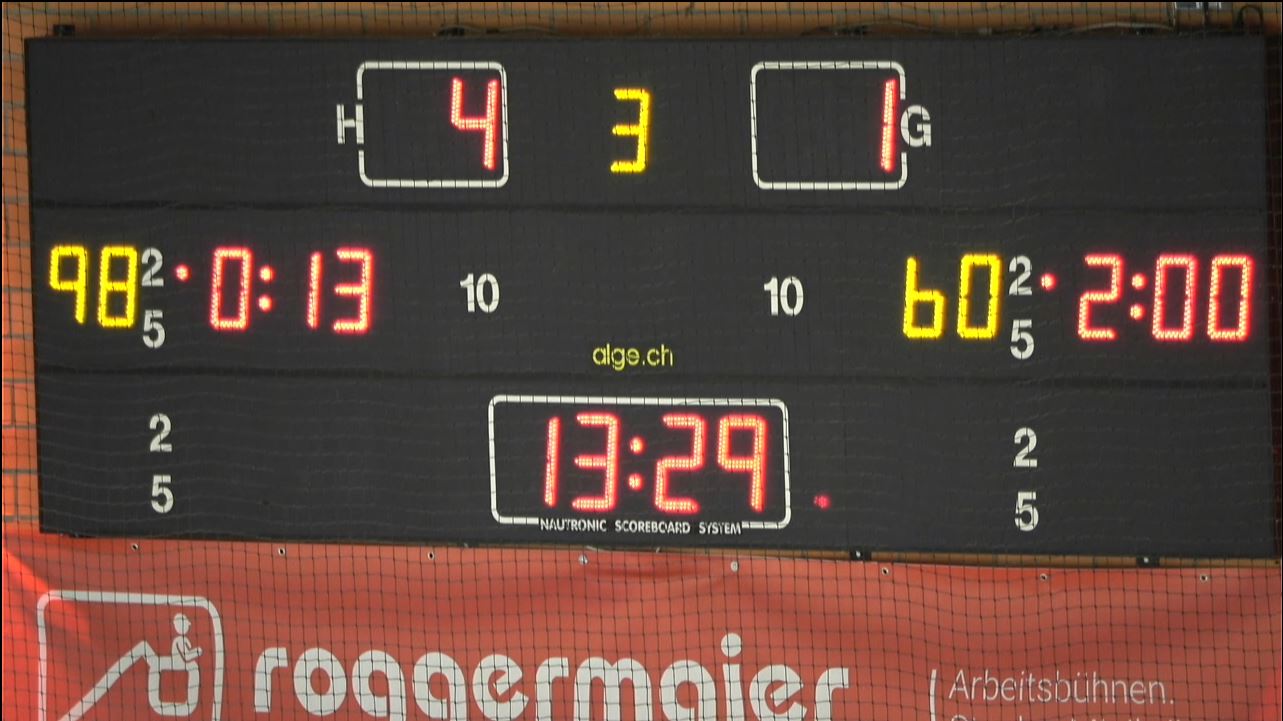 H 4 3 1 G
98 2 0:13 10 10 60 2 2:00
5 5
alge.ch
2 13:29 2
5 5
NAUTRONIC SCOREBOARD SYSTEM
roggermaier
Arbeitsbühnen.